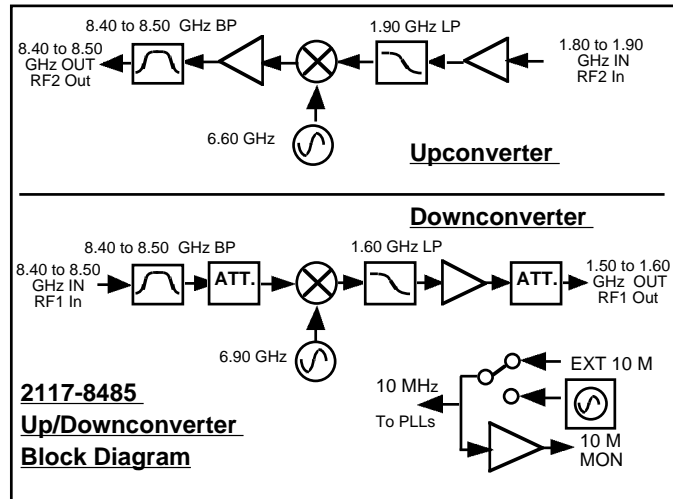 8.40 to 8.50 GHz BP
1.90 GHz LP
8.40 to 8.50
GHz OUT
RF2 Out
1.80 to 1.90
GHz IN
RF2 In
6.60 GHz
Upconverter
Downconverter
8.40 to 8.50 GHz BP
1.60 GHz LP
8.40 to 8.50
GHz IN
RF1 In
ATT.
ATT.
1.50 to 1.60
GHz OUT
RF1 Out
6.90 GHz
EXT 10 M
10 MHz
To PLLs
10 M
MON
2117-8485
Up/Downconverter
Block Diagram